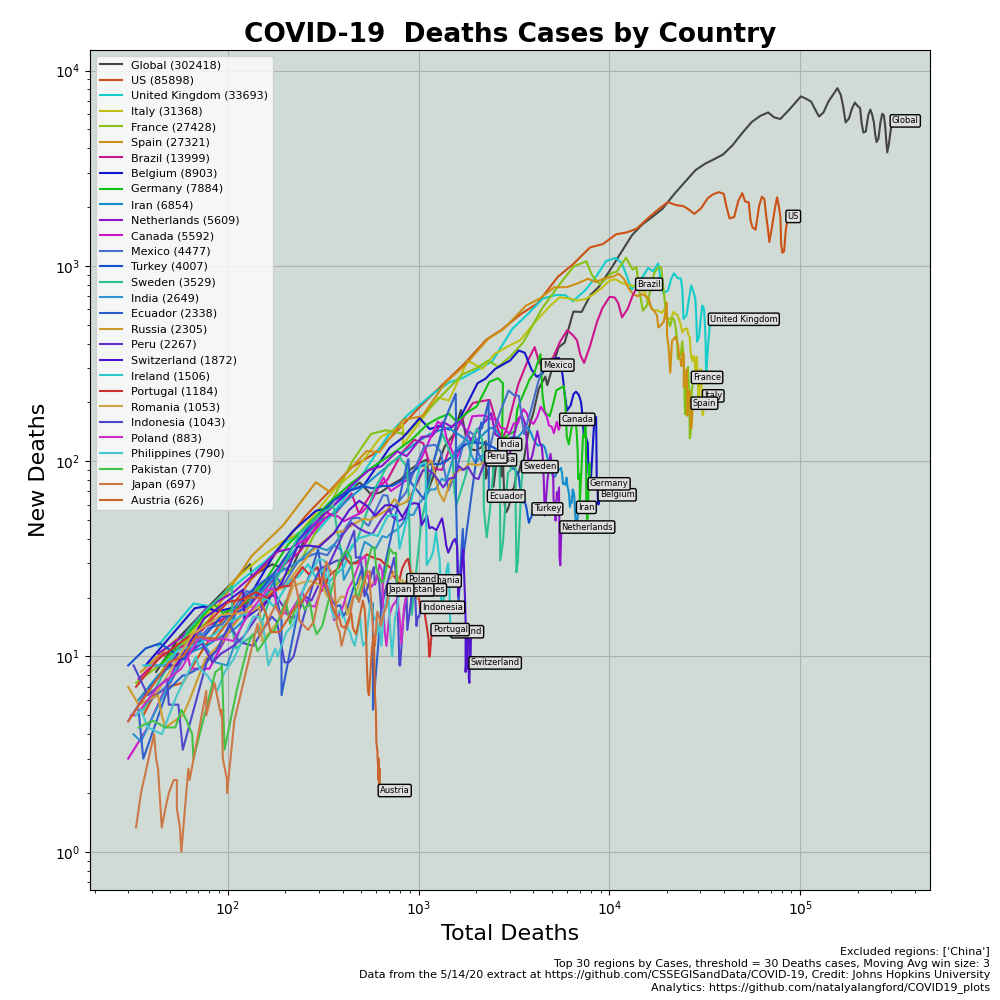 COVID-19  Deaths Cases by Country
Global (302418)
US (85898)
United Kingdom (33693)
Italy (31368)
France (27428)
Spain (27321)
Brazil (13999)
Belgium (8903)
Germany (7884)
Iran (6854)
Netherlands (5609)
Canada (5592)
Mexico (4477)
Turkey (4007)
Sweden (3529)
India (2649)
Ecuador (2338)
Russia (2305)
Peru (2267)
Switzerland (1872)
Ireland (1506)
Portugal (1184)
Romania (1053)
Indonesia (1043)
Poland (883)
Philippines (790)
Pakistan (770)
Japan (697)
Austria (626)
Global
US
Brazil
United Kingdom
Mexico
France
Spain
Canada
India
Peru
Sweden
Germany
Belgium
Ecuador
Turkey
Iran
Netherlands
Poland
Japan
Indonesia
Portugal
Switzerland
Austria
New Deaths
10⁴
10³
10²
10¹
10⁰
10²
10³
10⁴
10⁵
Total Deaths
Excluded regions: ['China']
Top 30 regions by Cases, threshold = 30 Deaths cases, Moving Avg win size: 3
Data from the 5/14/20 extract at https://github.com/CSSEGISandData/COVID-19, Credit: Johns Hopkins University
Analytics: https://github.com/natalyalangford/COVID19_plots